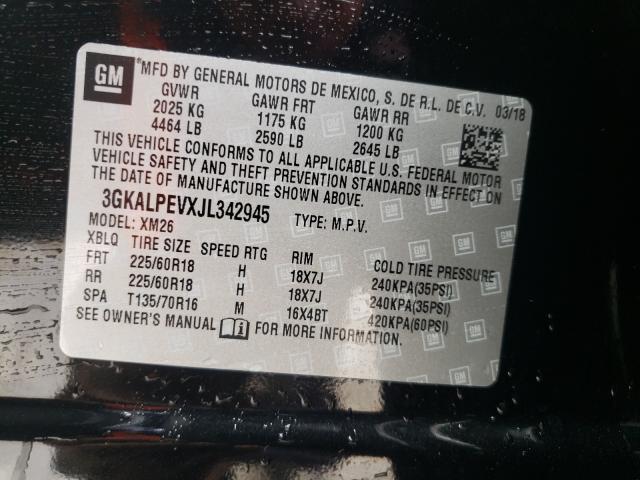 GM
*MFD BY GENERAL MOTORS DE MEXICO, S. DE R.L. DE C.V. 03/18
GVWR GAWR FRT GAWR RR
2025 KG 1175 KG 1200 KG
4464 LB 2590 LB 2645 LB
THIS VEHICLE CONFORMS TO ALL APPLICABLE U.S. FEDERAL MOTOR
VEHICLE SAFETY AND THEFT PREVENTION STANDARDS IN EFFECT ON
THE DATE OF MANUFACTURE SHOWN ABOVE.
3GKALPEVXJL342945 TYPE: M.P.V.
MODEL: XM26
XBLQ TIRE SIZE SPEED RTG RIM COLD TIRE PRESSURE
FRT 225/60R18 H 18X7J 240KPA(35PSI)
RR 225/60R18 H 18X7J 240KPA(35PSI)
SPA T135/70R16 M 16X4BT 420KPA(60PSI)
SEE OWNER'S MANUAL FOR MORE INFORMATION.